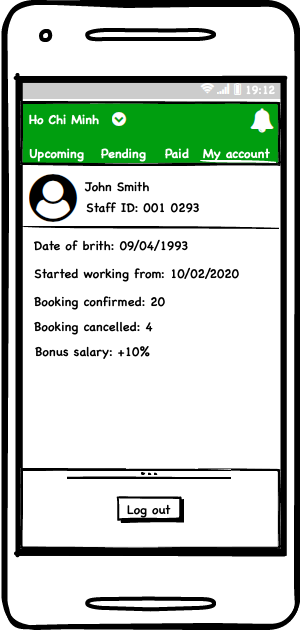 19:12
Ho Chi Minh
Upcoming Pending Paid My account
John Smith
Staff ID: 001 0293
Date of brith: 09/04/1993
Started working from: 10/02/2020
Booking confirmed: 20
Booking cancelled: 4
Bonus salary: +10%
Log out